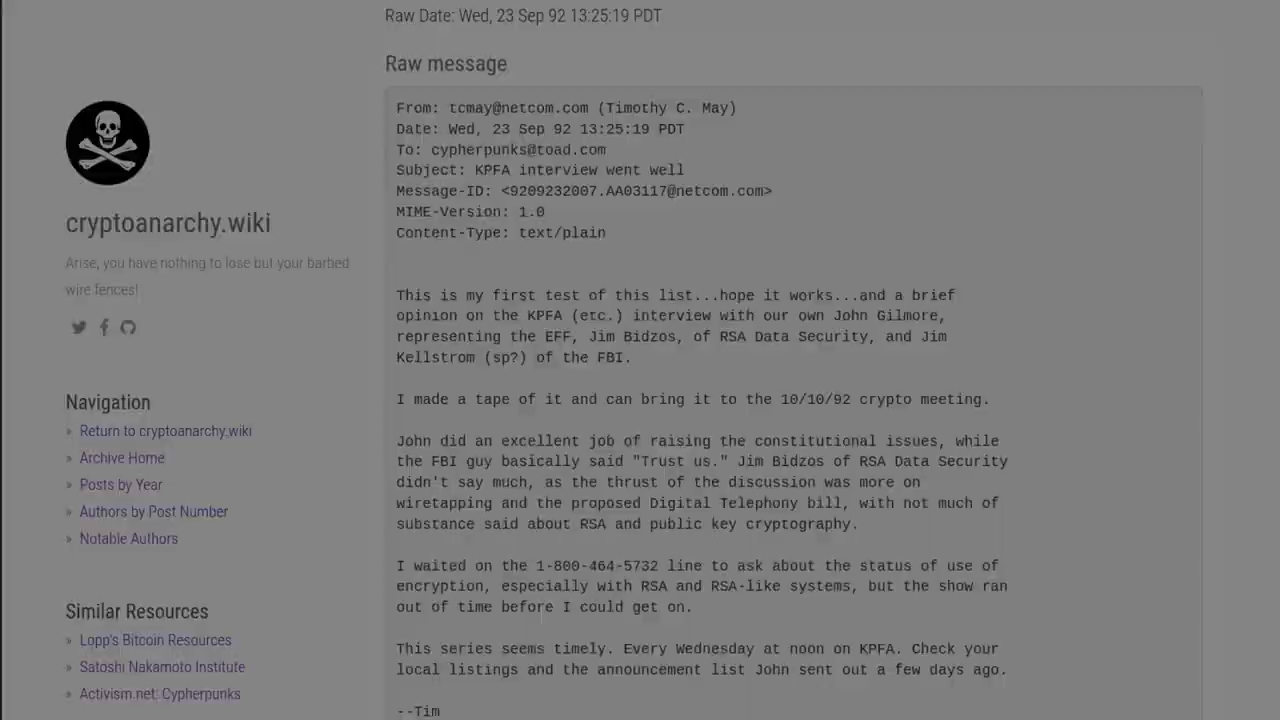 Raw Date: Wed, 23 Sep 92 13:25:19 PDT
Raw message
From: tcmay@netcom.com (Timothy C. May)
Date: Wed, 23 Sep 92 13:25:19 PDT
To: cypherpunks@toad.com
Subject: KPFA interview went well
Message-ID: <9209232007.AA03117@netcom.com>
MIME-Version: 1.0
Content-Type: text/plain
This is my first test of this list...hope it works...and a brief
opinion on the KPFA (etc.) interview with our own John Gilmore,
representing the EFF, Jim Bidzos, of RSA Data Security, and Jim
Kellstrom (sp?) of the FBI.
I made a tape of it and can bring it to the 10/10/92 crypto meeting.
John did an excellent job of raising the constitutional issues, while
the FBI guy basically said "Trust us." Jim Bidzos of RSA Data Security
didn't say much, as the thrust of the discussion was more on
wiretapping and the proposed Digital Telephony bill, with not much of
substance said about RSA and public key cryptography.
I waited on the 1-800-464-5732 line to ask about the status of use of
encryption, especially with RSA and RSA-like systems, but the show ran
out of time before I could get on.
This series seems timely. Every Wednesday at noon on KPFA. Check your
local listings and the announcement list John sent out a few days ago.
--Tim
cryptoanarchy.wiki
Arise, you have nothing to lose but your barbed
wire fences!
Navigation
» Return to cryptoanarchy.wiki
» Archive Home
» Posts by Year
» Authors by Post Number
» Notable Authors
Similar Resources
» Lopp's Bitcoin Resources
» Satoshi Nakamoto Institute
» Activism.net: Cypherpunks